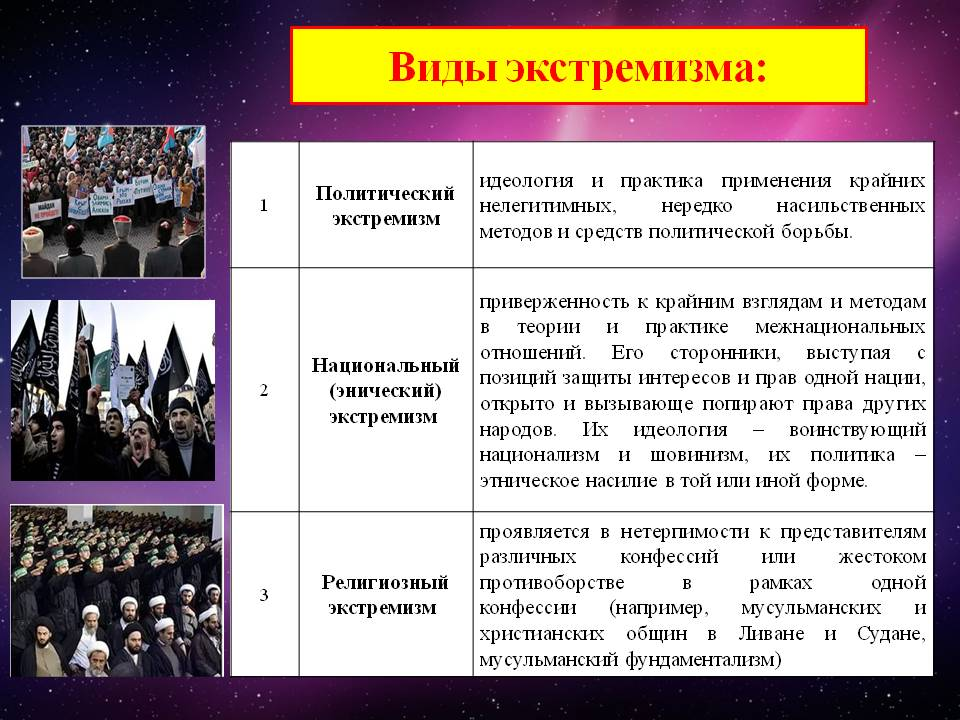 Виды экстремизма:
1
Политический
экстремизм
идеология и практика применения крайних
нелегитимных, нередко насильственных
методов и средств политической борьбы.
2
Национальный
(энический)
экстремизм
приверженность к крайним взглядам и методам
в теории и практике межнациональных
отношений. Его сторонники, выступая с
позиций защиты интересов и прав одной нации,
открыто и вызывающе попирают права других
народов. Их идеология – воинствующий
национализм и шовинизм, их политика –
этническое насилие в той или иной форме.
3
Религиозный
экстремизм
проявляется в нетерпимости к представителям
различных конфессий или жестоком
противоборстве в рамках одной
конфессии (например, мусульманских и
христианских общин в Ливане и Судане,
мусульманский фундаментализм)
МАЙДАН
НЕ ПРОЙДЕТ!